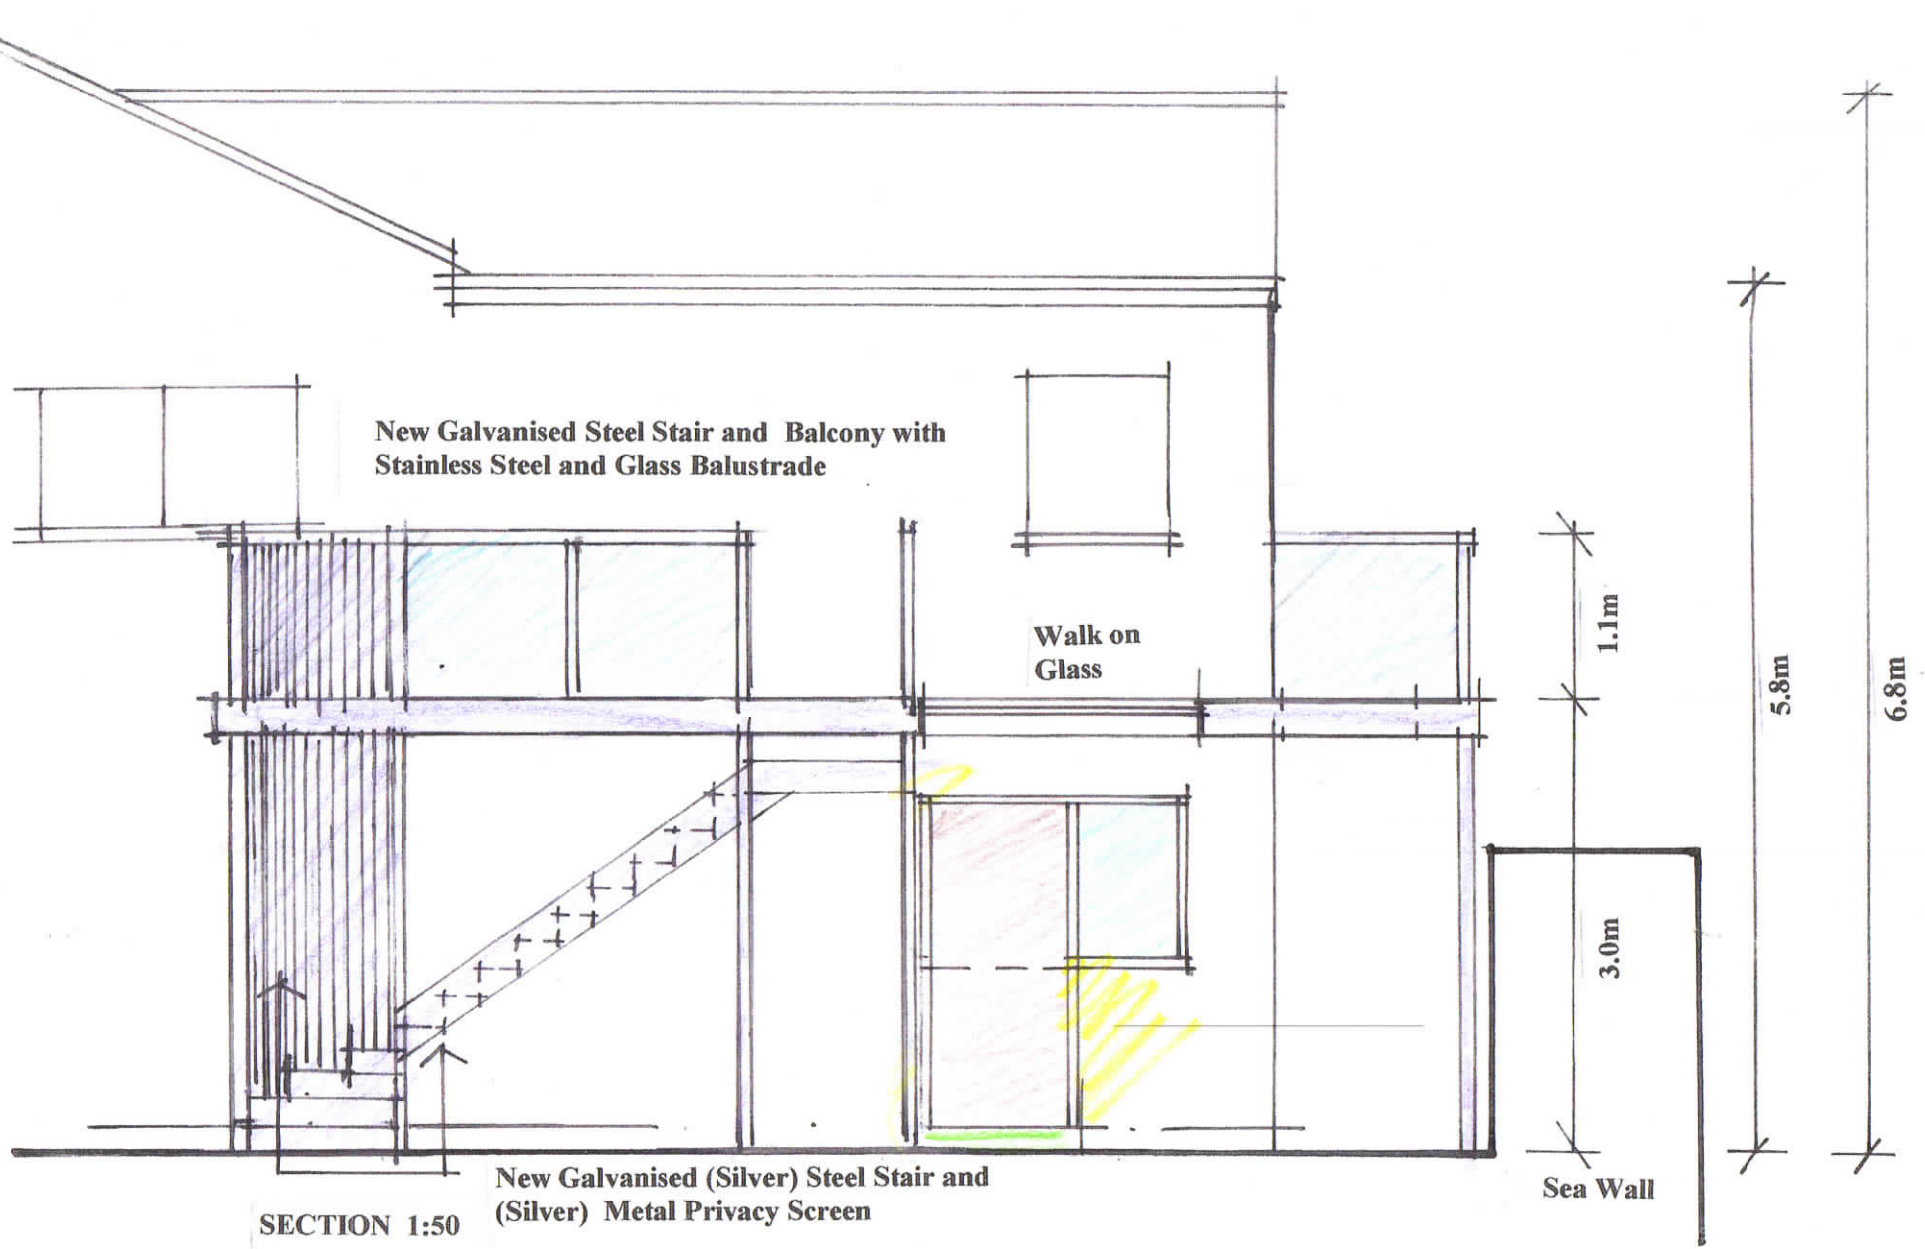 New Galvanised Steel Stair and Balcony with
Stainless Steel and Glass Balustrade
Walk on
Glass
1.1m
5.8m
6.8m
3.0m
Sea Wall
New Galvanised (Silver) Steel Stair and
(Silver) Metal Privacy Screen
SECTION 1:50